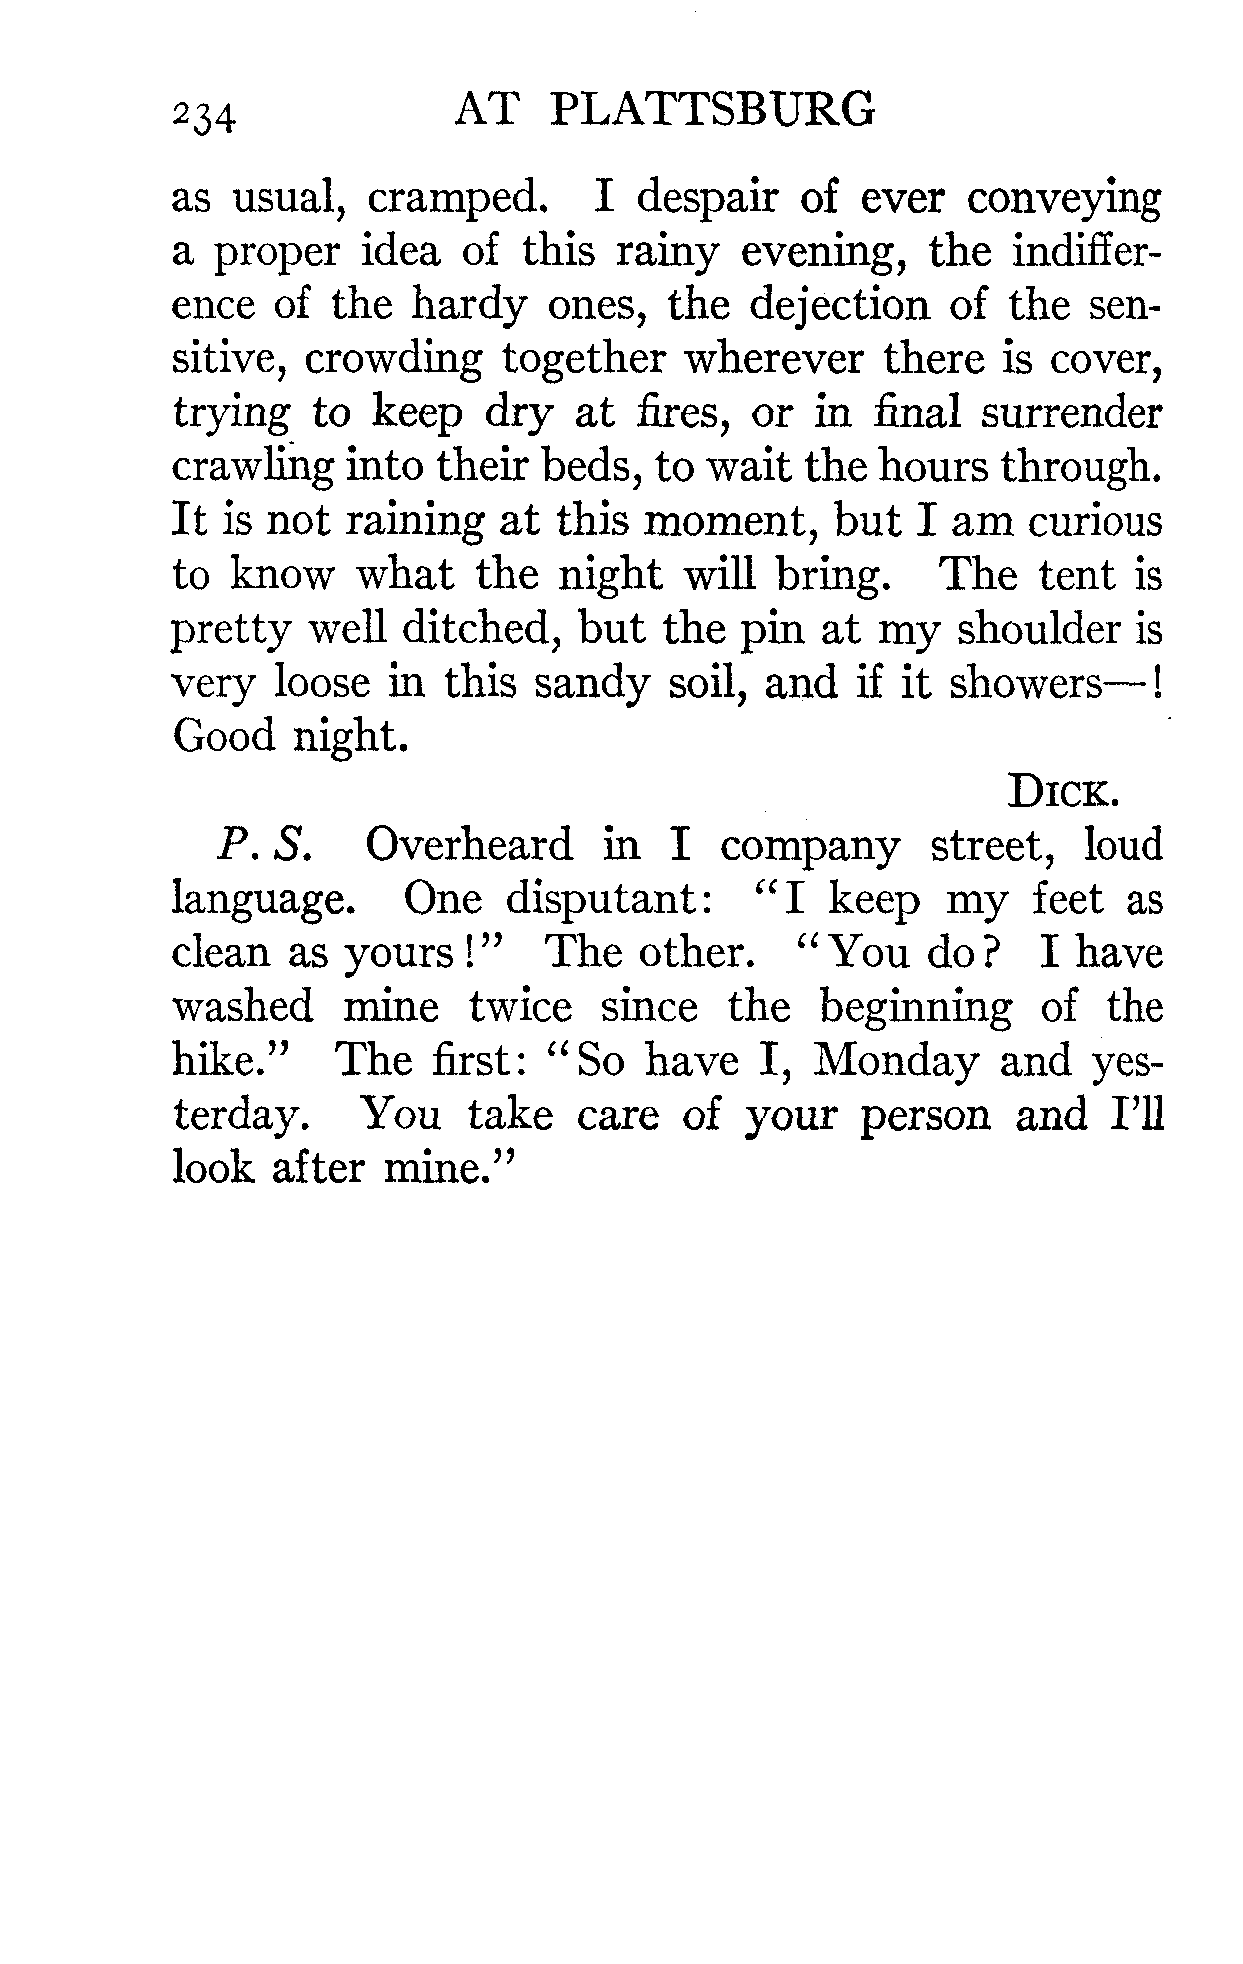 234 AT PLATTSBURG
as usual, cramped. I despair of ever conveying
a proper idea of this rainy evening, the indiffer-
ence of the hardy ones, the dejection of the sen-
sitive, crowding together wherever there is cover,
trying to keep dry at fires, or in final surrender
crawling into their beds, to wait the hours through.
It is not raining at this moment, but I am curious
to know what the night will bring. The tent is
pretty well ditched, but the pin at my shoulder is
very loose in this sandy soil, and if it showers—!
Good night.
DICK.
P. S. Overheard in I company street, loud
language. One disputant: "I keep my feet as
clean as yours!" The other. "You do? I have
washed mine twice since the beginning of the
hike." The first: "So have I, Monday and yes-
terday. You take care of your person and I'll
look after mine."